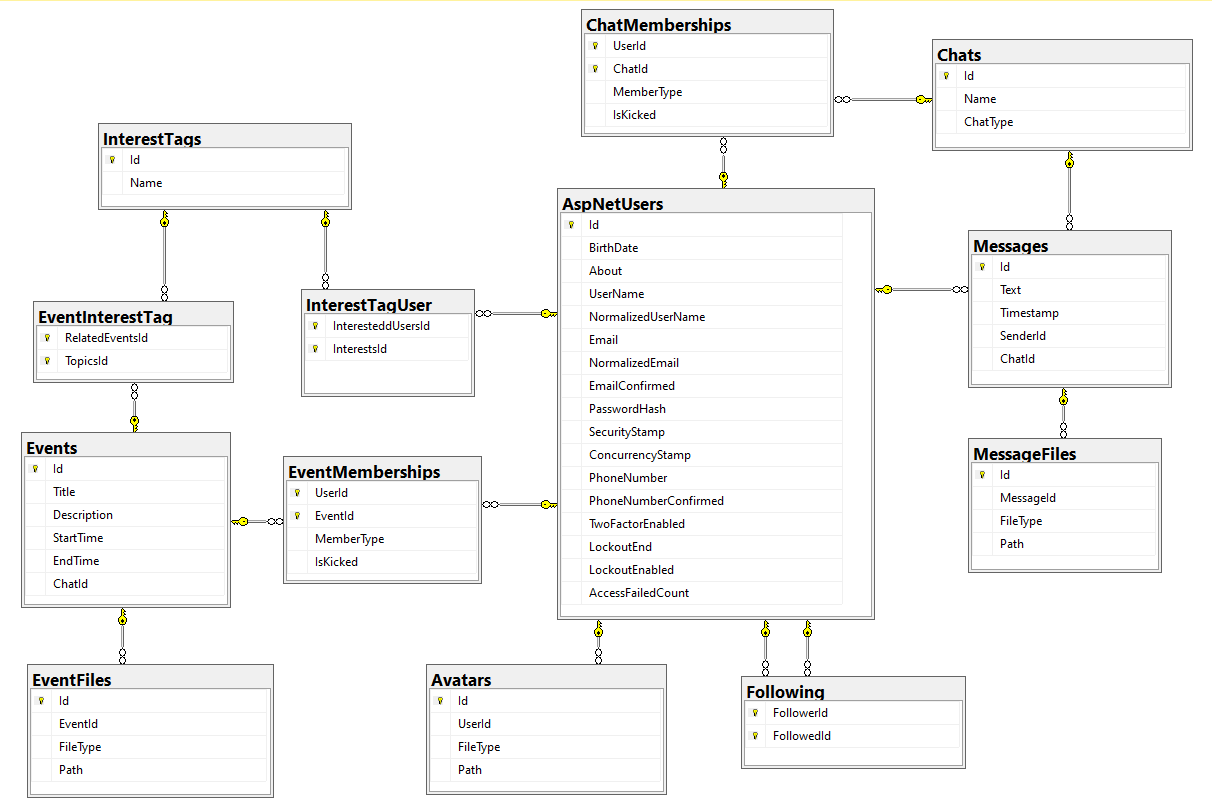 ChatMemberships
UserId
ChatId
MemberType
IsKicked
Chats
Id
Name
ChatType
InterestTags
Id
Name
AspNetUsers
Id
BirthDate
About
UserName
NormalizedUserName
Email
NormalizedEmail
EmailConfirmed
PasswordHash
SecurityStamp
ConcurrencyStamp
PhoneNumber
PhoneNumberConfirmed
TwoFactorEnabled
LockoutEnd
LockoutEnabled
AccessFailedCount
Messages
Id
Text
Timestamp
SenderId
ChatId
InterestTagUser
InteresteddUsersId
InterestsId
EventInterestTag
RelatedEventsId
TopicsId
Events
Id
Title
Description
StartTime
EndTime
ChatId
EventMemberships
UserId
EventId
MemberType
IsKicked
MessageFiles
Id
MessageId
FileType
Path
EventFiles
Id
EventId
FileType
Path
Avatars
Id
UserId
FileType
Path
Following
FollowerId
FollowedId